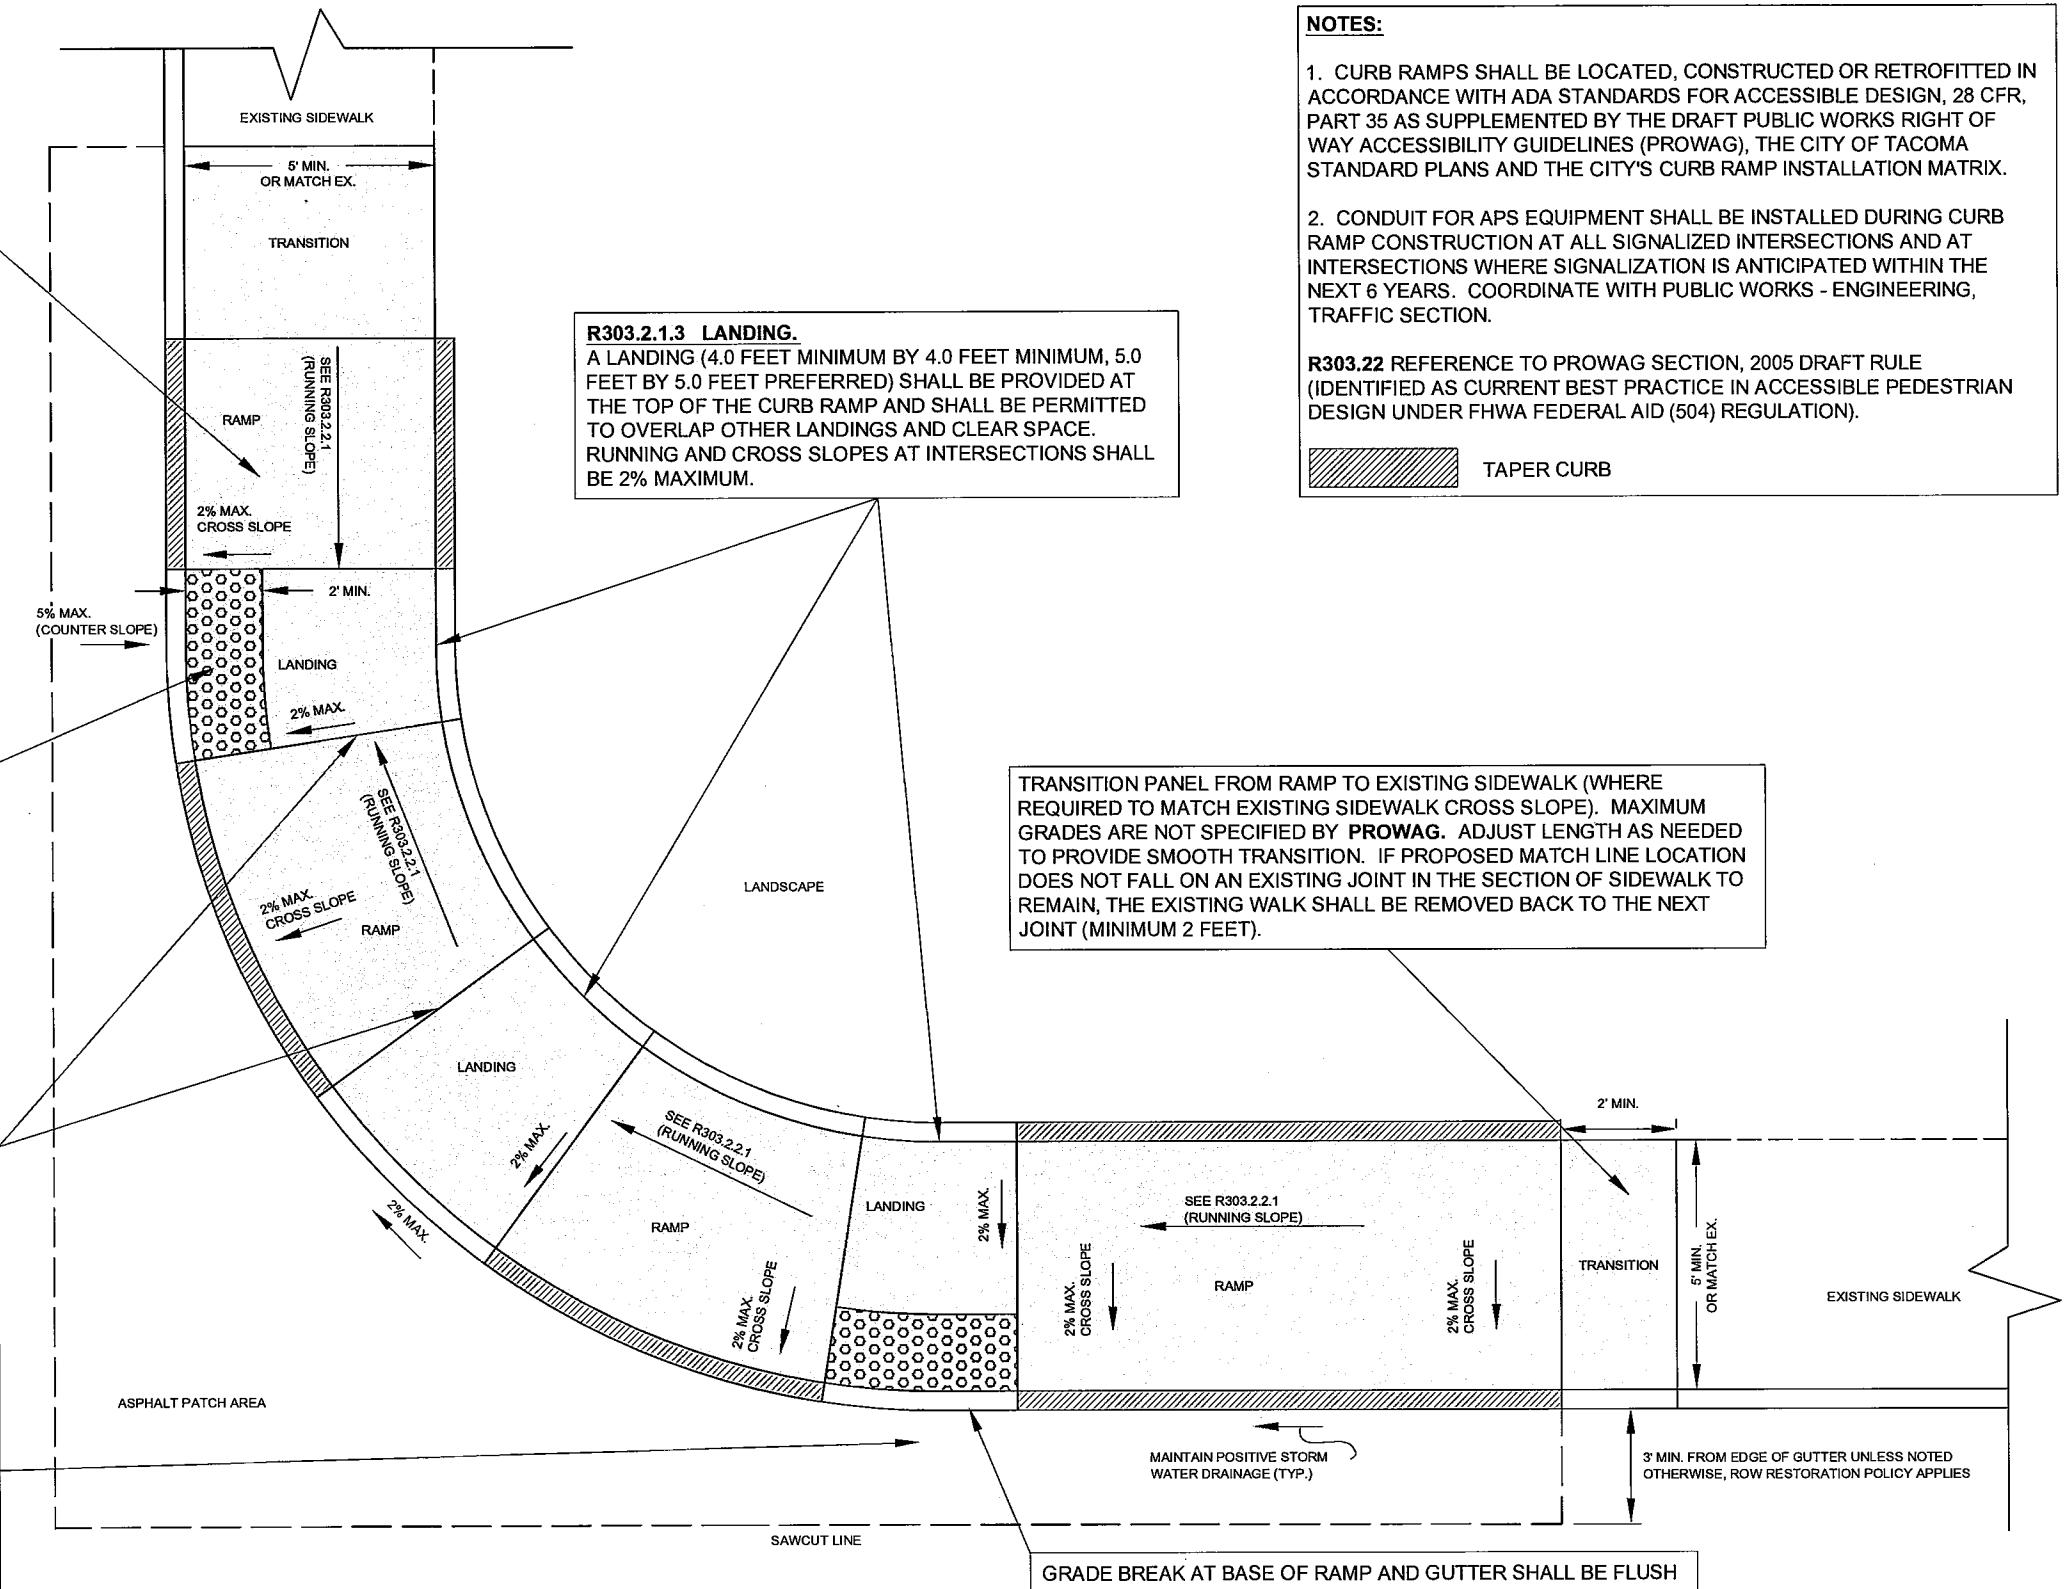 NOTES:
1. CURB RAMPS SHALL BE LOCATED, CONSTRUCTED OR RETROFITTED IN
ACCORDANCE WITH ADA STANDARDS FOR ACCESSIBLE DESIGN, 28 CFR,
PART 35 AS SUPPLEMENTED BY THE DRAFT PUBLIC WORKS RIGHT OF
WAY ACCESSIBILITY GUIDELINES (PROWAG), THE CITY OF TACOMA
STANDARD PLANS AND THE CITY'S CURB RAMP INSTALLATION MATRIX.
2. CONDUIT FOR APS EQUIPMENT SHALL BE INSTALLED DURING CURB
RAMP CONSTRUCTION AT ALL SIGNALIZED INTERSECTIONS AND AT
INTERSECTIONS WHERE SIGNALIZATION IS ANTICIPATED WITHIN THE
NEXT 6 YEARS. COORDINATE WITH PUBLIC WORKS - ENGINEERING,
TRAFFIC SECTION.
R303.22 REFERENCE TO PROWAG SECTION, 2005 DRAFT RULE
(IDENTIFIED AS CURRENT BEST PRACTICE IN ACCESSIBLE PEDESTRIAN
DESIGN UNDER FHWA FEDERAL AID (504) REGULATION).
TAPER CURB
EXISTING SIDEWALK
5' MIN.
OR MATCH EX.
TRANSITION
SEE R303.2.2.1
(RUNNING SLOPE)
RAMP
2% MAX.
CROSS SLOPE
R303.2.1.3 LANDING.
A LANDING (4.0 FEET MINIMUM BY 4.0 FEET MINIMUM, 5.0
FEET BY 5.0 FEET PREFERRED) SHALL BE PROVIDED AT
THE TOP OF THE CURB RAMP AND SHALL BE PERMITTED
TO OVERLAP OTHER LANDINGS AND CLEAR SPACE.
RUNNING AND CROSS SLOPES AT INTERSECTIONS SHALL
BE 2% MAXIMUM.
2' MIN.
5% MAX.
(COUNTER SLOPE)
LANDING
2% MAX.
SEE R303.2.2.1
(RUNNING SLOPE)
2% MAX.
CROSS SLOPE
RAMP
LANDSCAPE
TRANSITION PANEL FROM RAMP TO EXISTING SIDEWALK (WHERE
REQUIRED TO MATCH EXISTING SIDEWALK CROSS SLOPE). MAXIMUM
GRADES ARE NOT SPECIFIED BY PROWAG. ADJUST LENGTH AS NEEDED
TO PROVIDE SMOOTH TRANSITION. IF PROPOSED MATCH LINE LOCATION
DOES NOT FALL ON AN EXISTING JOINT IN THE SECTION OF SIDEWALK TO
REMAIN, THE EXISTING WALK SHALL BE REMOVED BACK TO THE NEXT
JOINT (MINIMUM 2 FEET).
LANDING
2% MAX.
2% MAX.
SEE R303.2.2.1
(RUNNING SLOPE)
RAMP
2% MAX.
CROSS SLOPE
LANDING
2% MAX.
SEE R303.2.2.1
(RUNNING SLOPE)
2% MAX.
CROSS SLOPE
RAMP
2% MAX.
CROSS SLOPE
2' MIN.
TRANSITION
5' MIN.
OR MATCH EX.
EXISTING SIDEWALK
ASPHALT PATCH AREA
MAINTAIN POSITIVE STORM
WATER DRAINAGE (TYP.)
3' MIN. FROM EDGE OF GUTTER UNLESS NOTED
OTHERWISE, ROW RESTORATION POLICY APPLIES
SAWCUT LINE
GRADE BREAK AT BASE OF RAMP AND GUTTER SHALL BE FLUSH